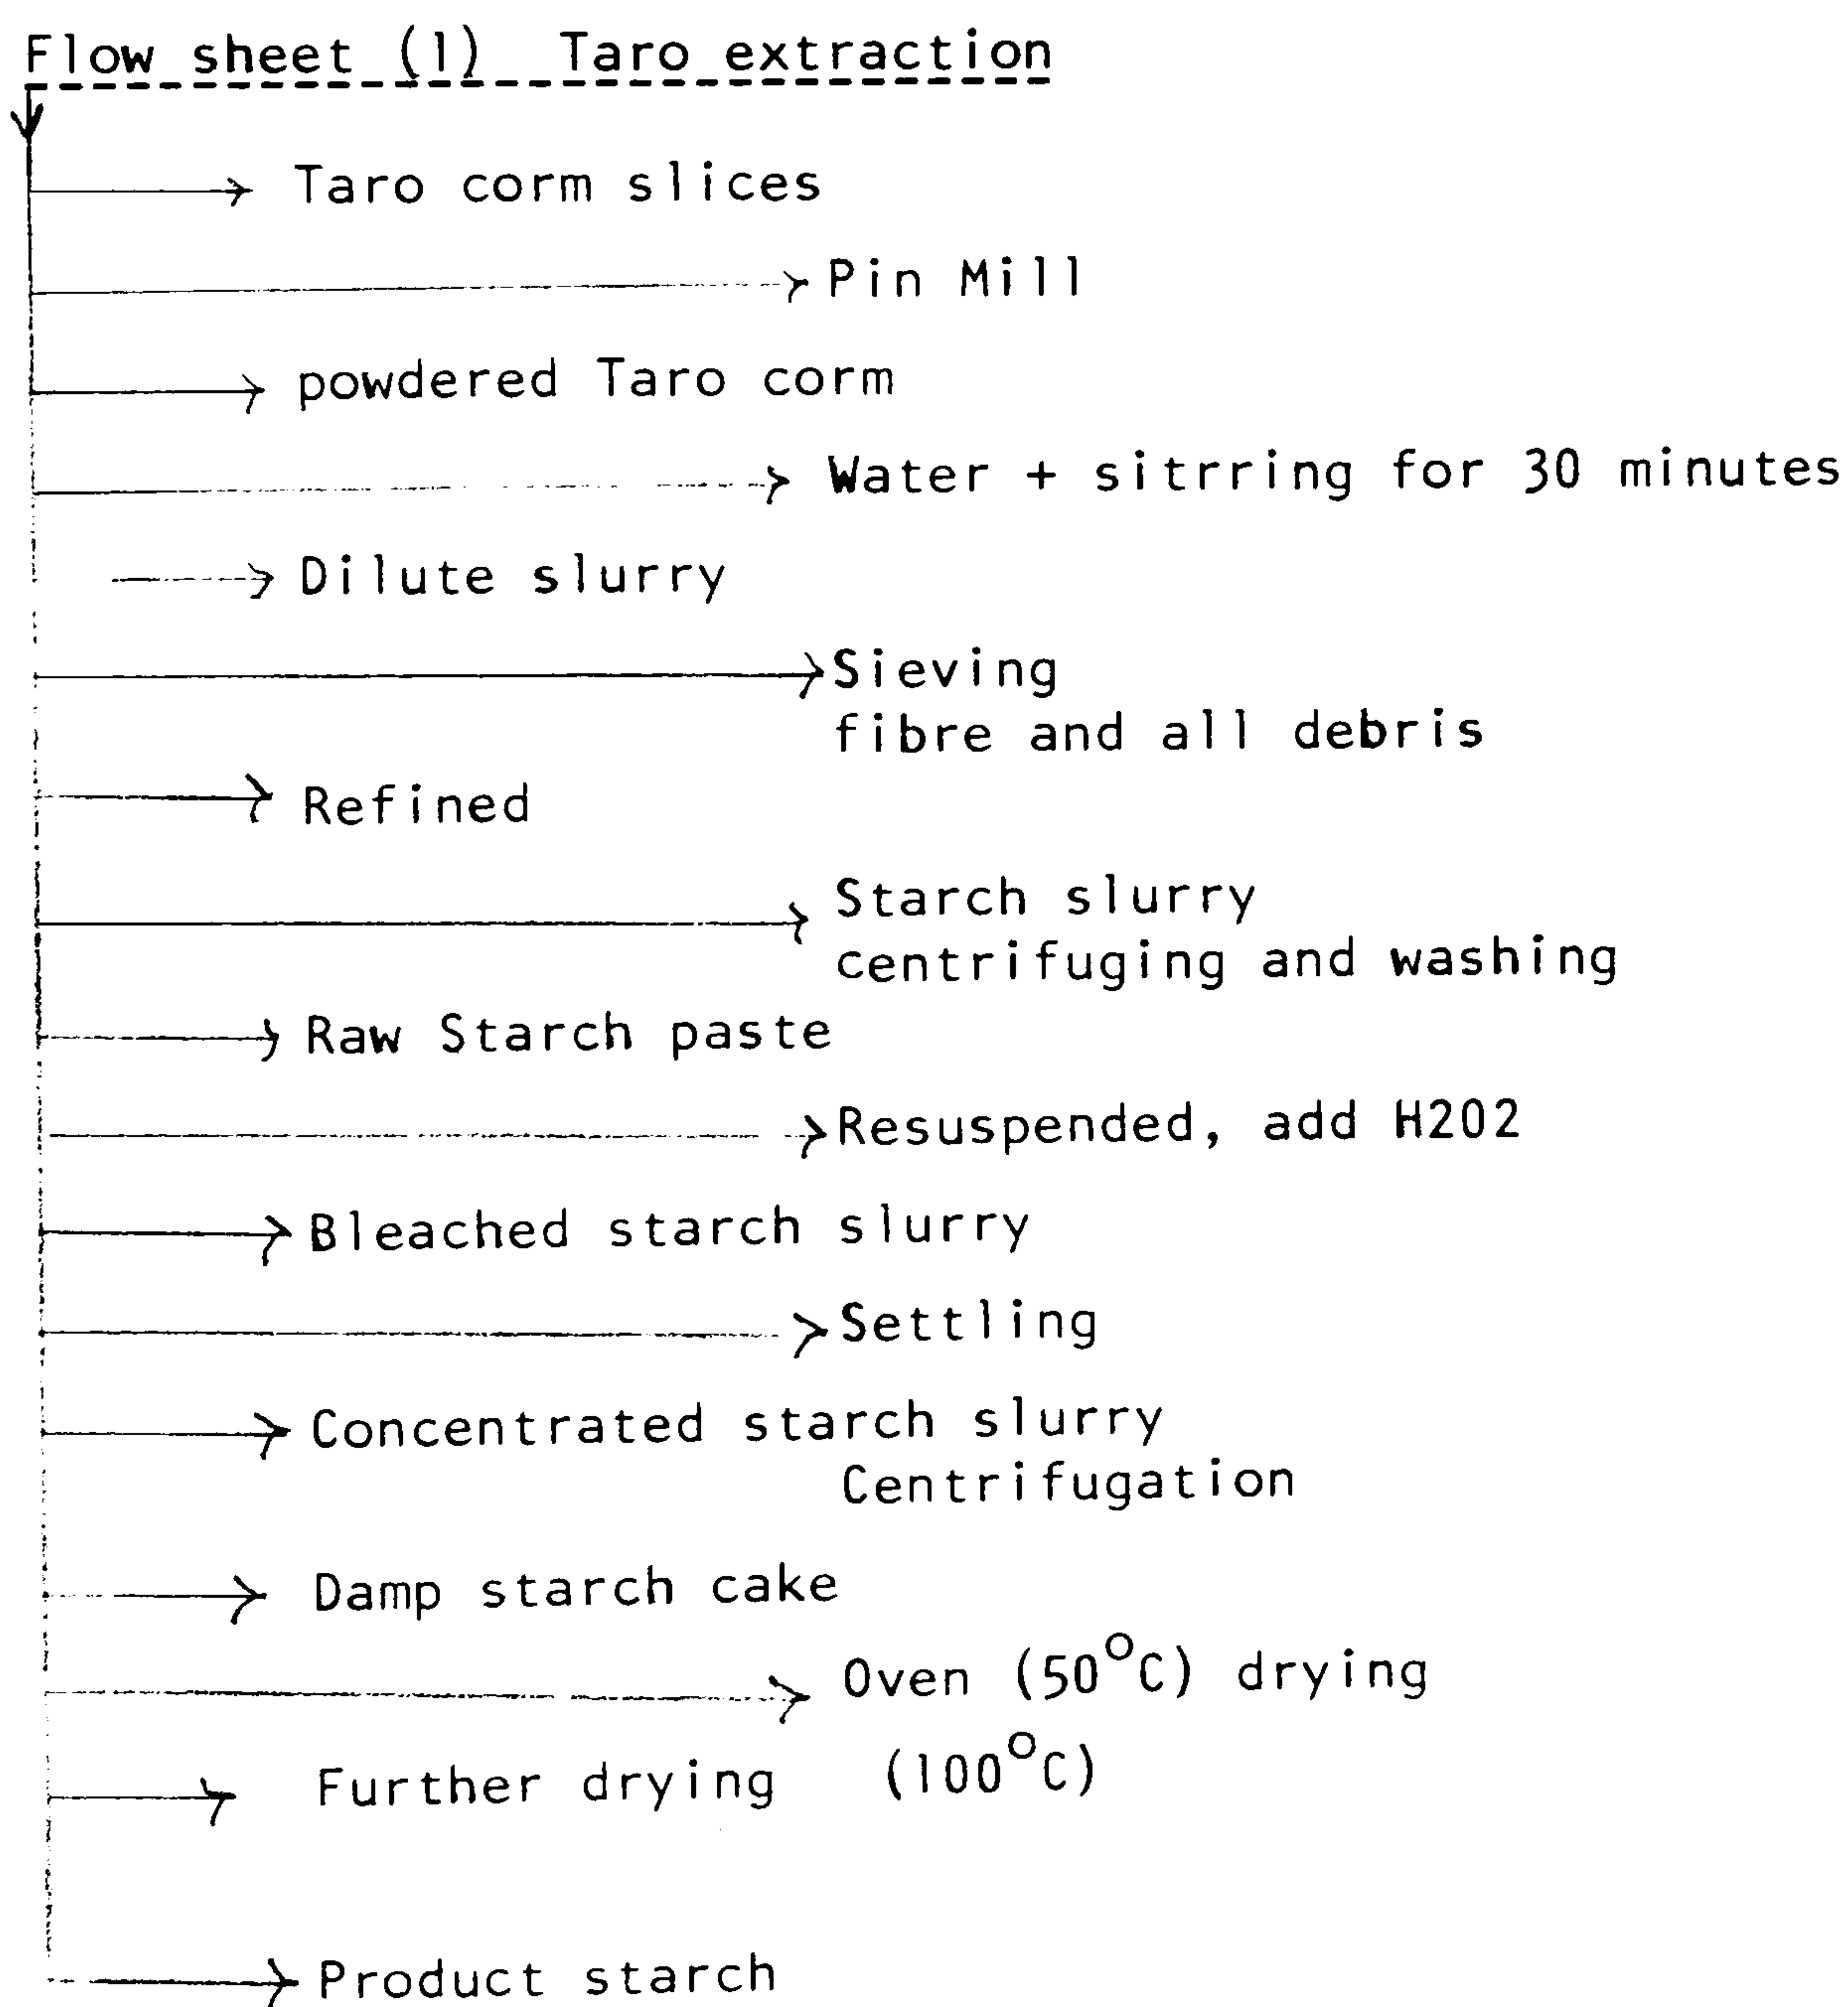 Flow sheet (1) Taro extraction
Taro corm slices
Pin Mill
powdered Taro corm
Water + sitrring for 30 minutes
Dilute slurry
Sieving
fibre and all debris
Refined
Starch slurry
centrifuging and washing
Raw Starch paste
Resuspended, add H202
Bleached starch slurry
Settling
Concentrated starch slurry
Centrifugation
Damp starch cake
Oven (50°C) drying
Further drying (100°C)
Product starch